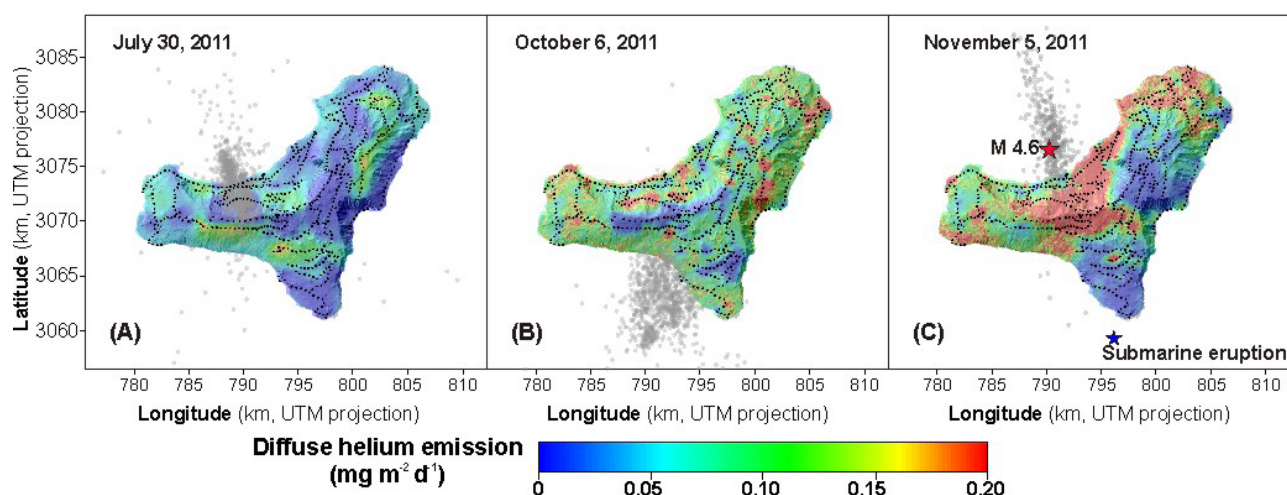 July 30, 2011
October 6, 2011
November 5, 2011
Latitude (km, UTM projection)
3085
3080
3075
3070
3065
3060
M 4.6
(A)
(B)
(C)
Submarine eruption
780 785 790 795 800 805 810
780 785 790 795 800 805 810
780 785 790 795 800 805 810
Longitude (km, UTM projection)
Longitude (km, UTM projection)
Longitude (km, UTM projection)
Diffuse helium emission
(mg m⁻² d⁻¹)
0 0.05 0.10 0.15 0.20